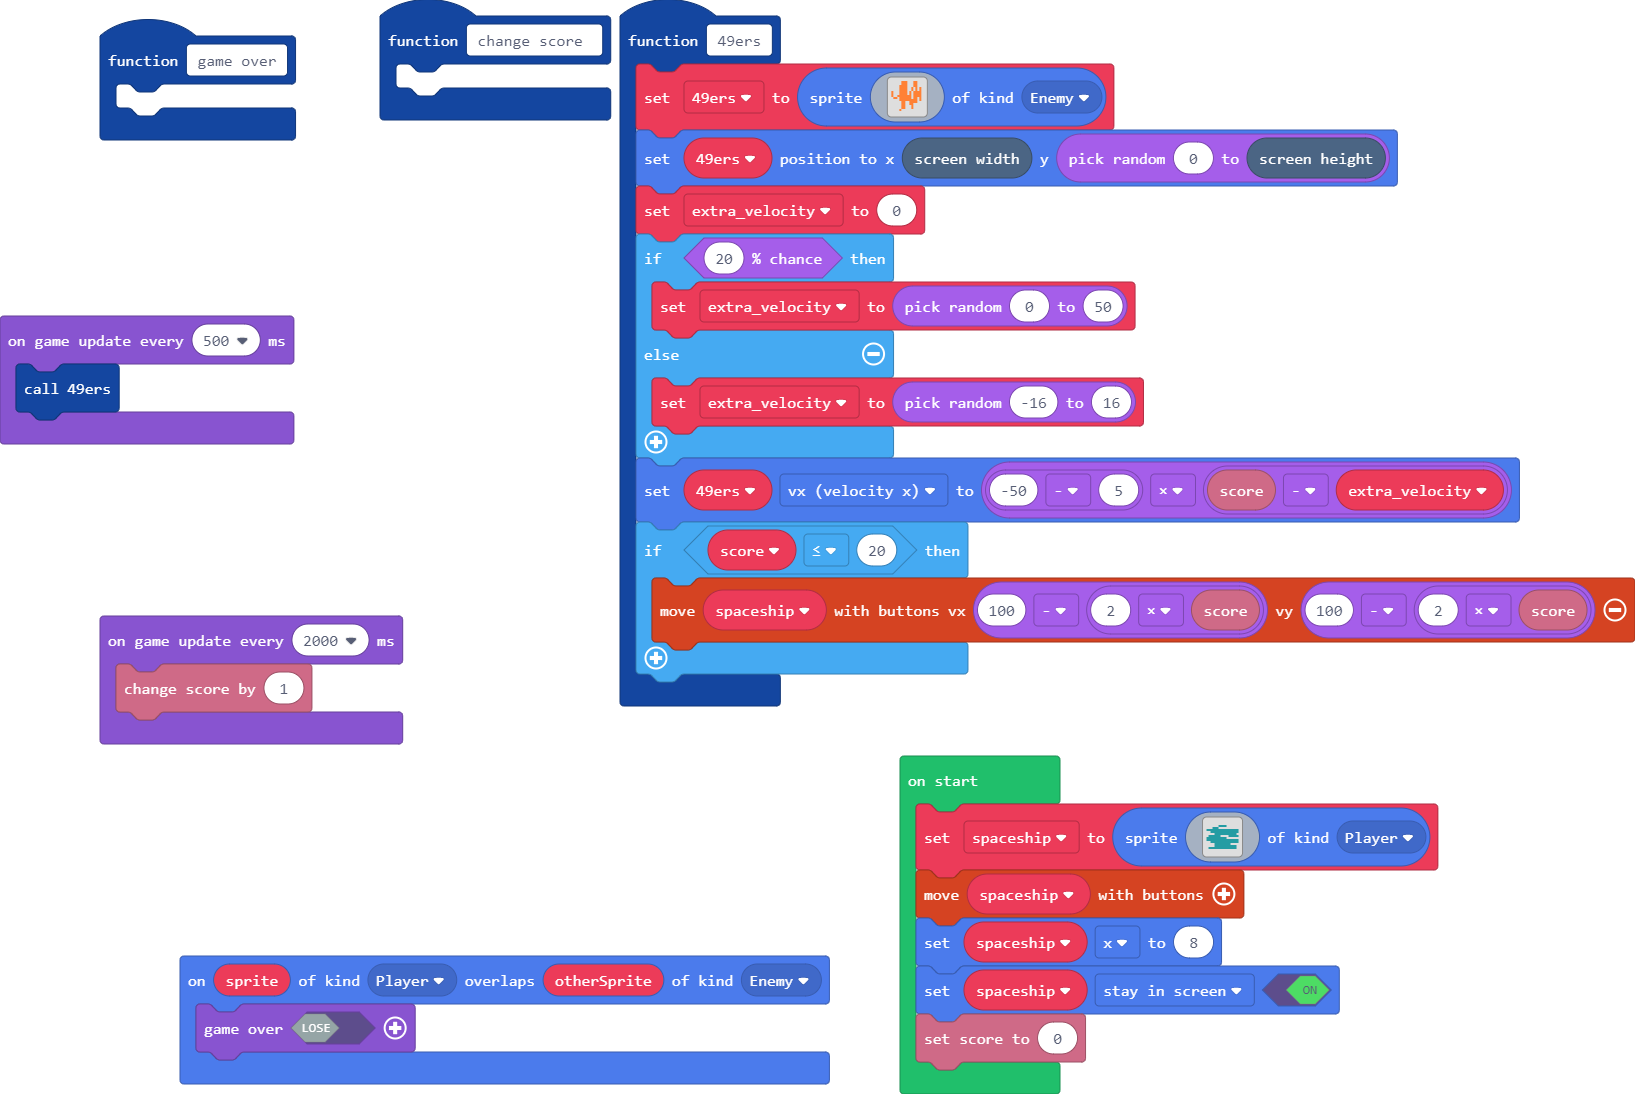 function game over
function change score
function 49ers
set 49ers to sprite of kind Enemy
set 49ers position to x screen width y pick random 0 to screen height
set extra_velocity to 0
if 20 % chance then
set extra_velocity to pick random 0 to 50
else
set extra_velocity to pick random -16 to 16
set 49ers vx (velocity x) to -50 - 5 x score - extra_velocity
if score ≤ 20 then
move spaceship with buttons vx 100 - 2 x score vy 100 - 2 x score
on game update every 500 ms
call 49ers
on game update every 2000 ms
change score by 1
on start
set spaceship to sprite of kind Player
move spaceship with buttons
set spaceship x to 8
set spaceship stay in screen ON
set score to 0
on sprite of kind Player overlaps otherSprite of kind Enemy
game over LOSE